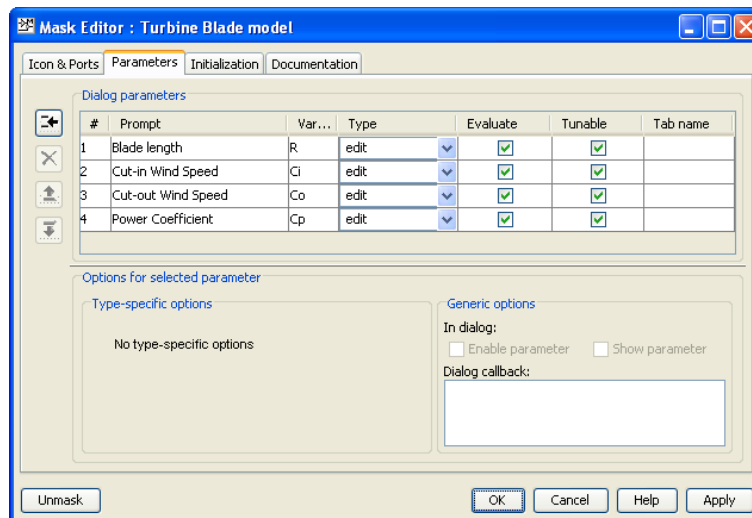 Mask Editor : Turbine Blade model
Icon & Ports Parameters Initialization Documentation
Dialog parameters
# Prompt Var... Type Evaluate Tunable Tab name
1 Blade length R edit
2 Cut-in Wind Speed Ci edit
3 Cut-out Wind Speed Co edit
4 Power Coefficient Cp edit
Options for selected parameter
Type-specific options
No type-specific options
Generic options
In dialog:
Enable parameter Show parameter
Dialog callback:
Unmask OK Cancel Help Apply